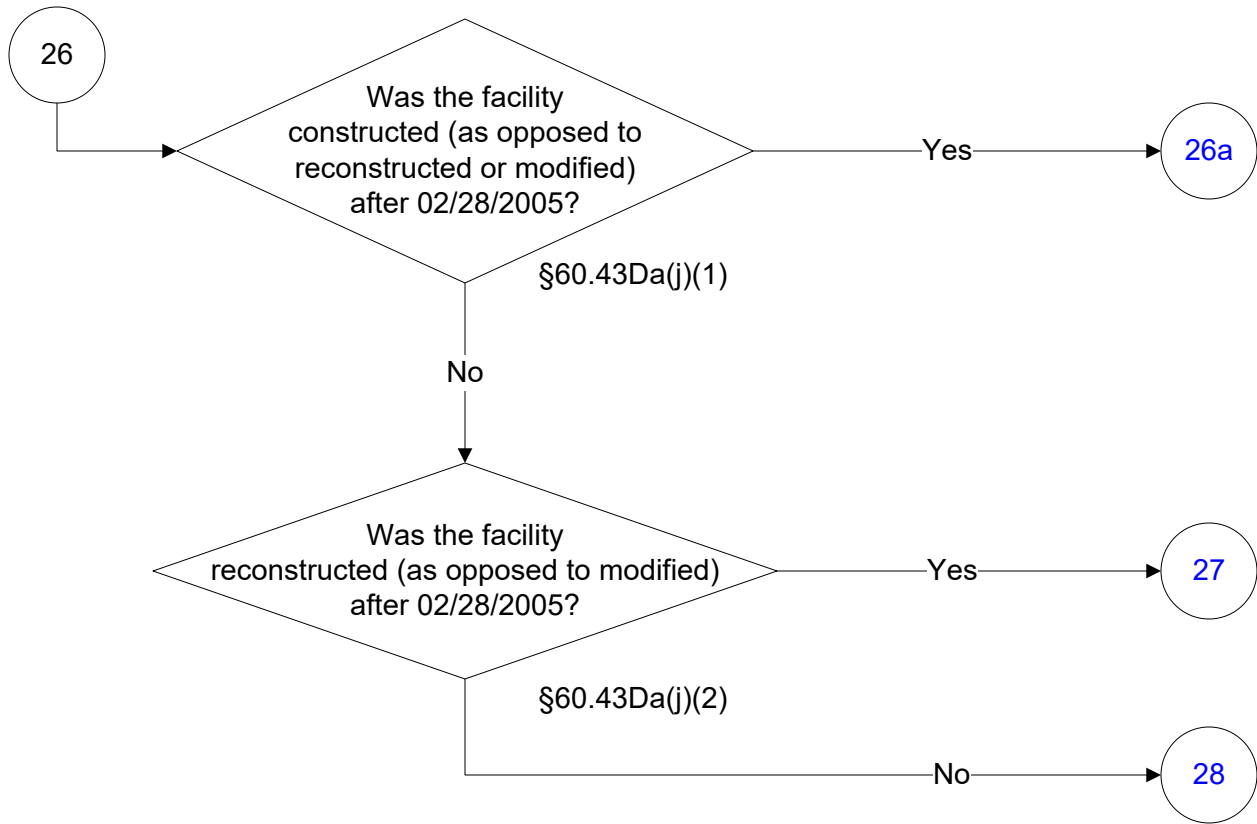 26
Was the facility
constructed (as opposed to
reconstructed or modified)
after 02/28/2005?
Yes
26a
§60.43Da(j)(1)
No
Was the facility
reconstructed (as opposed to modified)
after 02/28/2005?
Yes
27
§60.43Da(j)(2)
No
28